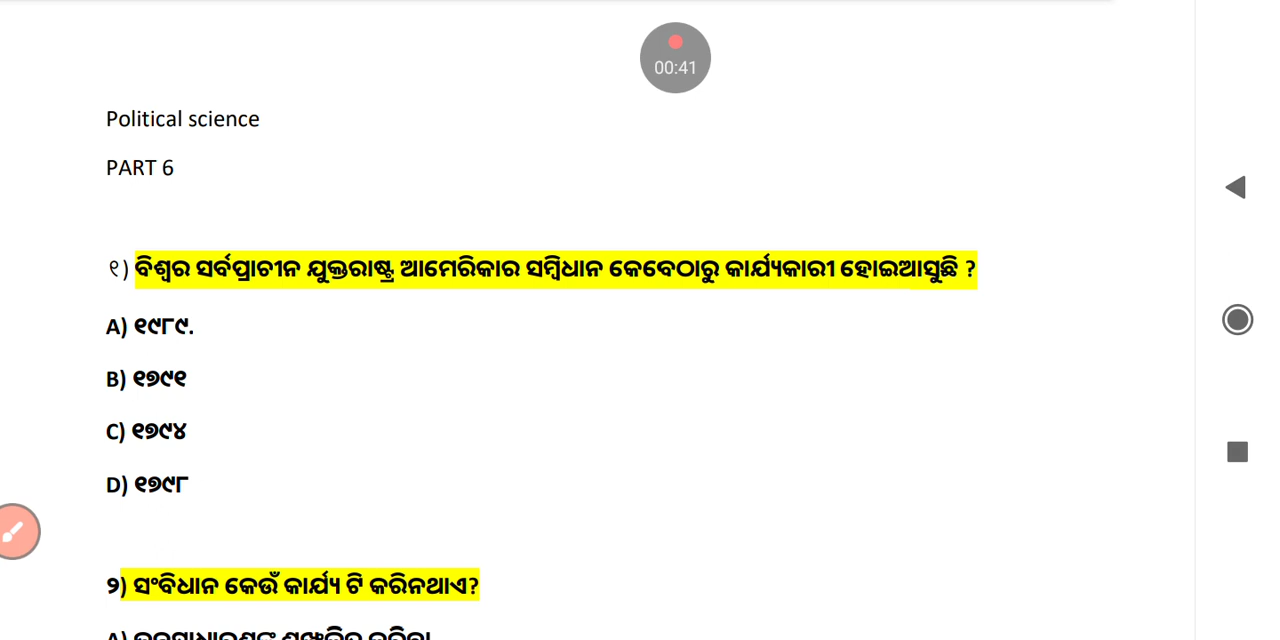 00:41
Political science
PART 6
୧) ବିଶ୍ୱର ସର୍ବପ୍ରାଚୀନ ଯୁକ୍ତରାଷ୍ଟ୍ର ଆମେରିକାର ସମ୍ବିଧାନ କେବେଠାରୁ କାର୍ଯ୍ୟକାରୀ ହୋଇଆସୁଛି ?
A) ୧୯୮୯.
B) ୧୭୯୧
C) ୧୭୯୪
D) ୧୭୯୮
୨) ସଂବିଧାନ କେଉଁ କାର୍ଯ୍ୟ ଟି କରିନଥାଏ?
A)